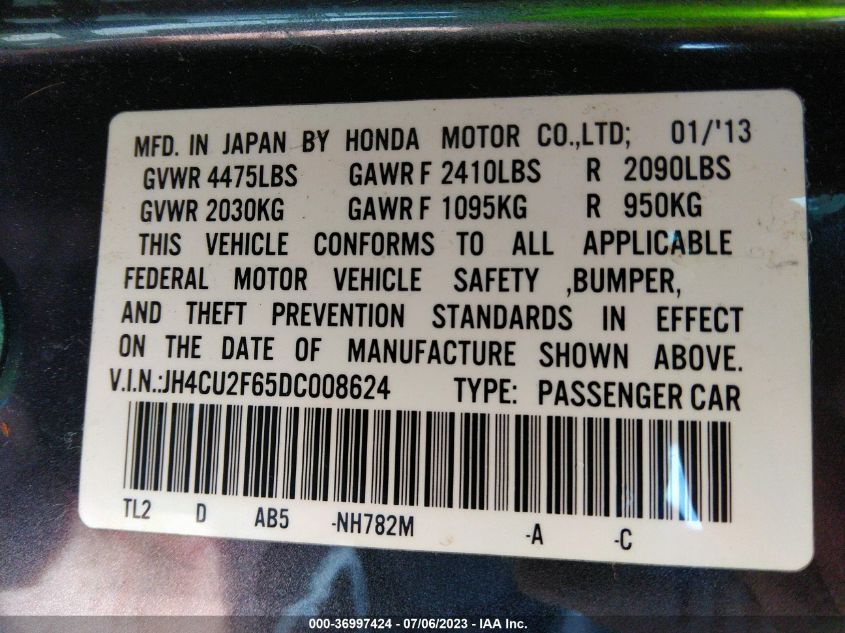 MFD. IN JAPAN BY HONDA MOTOR CO.,LTD; 01/'13
GVWR 4475LBS GAWR F 2410LBS R 2090LBS
GVWR 2030KG GAWR F 1095KG R 950KG
THIS VEHICLE CONFORMS TO ALL APPLICABLE
FEDERAL MOTOR VEHICLE SAFETY ,BUMPER,
AND THEFT PREVENTION STANDARDS IN EFFECT
ON THE DATE OF MANUFACTURE SHOWN ABOVE.
V.I.N.:JH4CU2F65DC008624 TYPE: PASSENGER CAR
TL2 D AB5 -NH782M -A -C
000-36997424 - 07/06/2023 - IAA Inc.